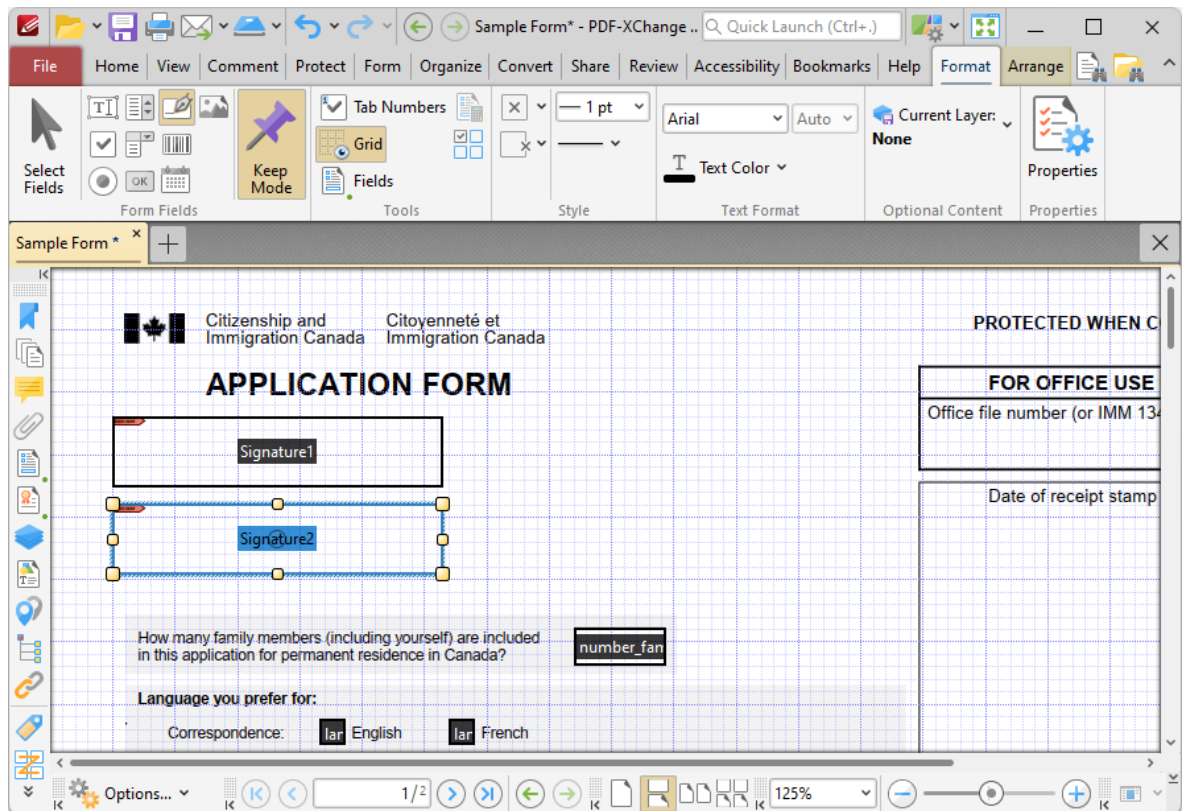 Sample Form* - PDF-XChange ..
Quick Launch (Ctrl+.)
File Home View Comment Protect Form Organize Convert Share Review Accessibility Bookmarks Help Format Arrange
Select Fields
OK
Form Fields
Keep Mode
Tab Numbers
Grid
Fields
Tools
1 pt
Style
Arial
Auto
Text Color
Text Format
Current Layer:
None
Optional Content
Properties
Properties
Sample Form *
Citizenship and Citoyenneté et
Immigration Canada Immigration Canada
PROTECTED WHEN C
APPLICATION FORM
FOR OFFICE USE
Office file number (or IMM 134
Signature1
Date of receipt stamp
Signature2
How many family members (including yourself) are included
in this application for permanent residence in Canada?
number_fan
Language you prefer for:
Correspondence: lar English lar French
Options...
1/2
125%